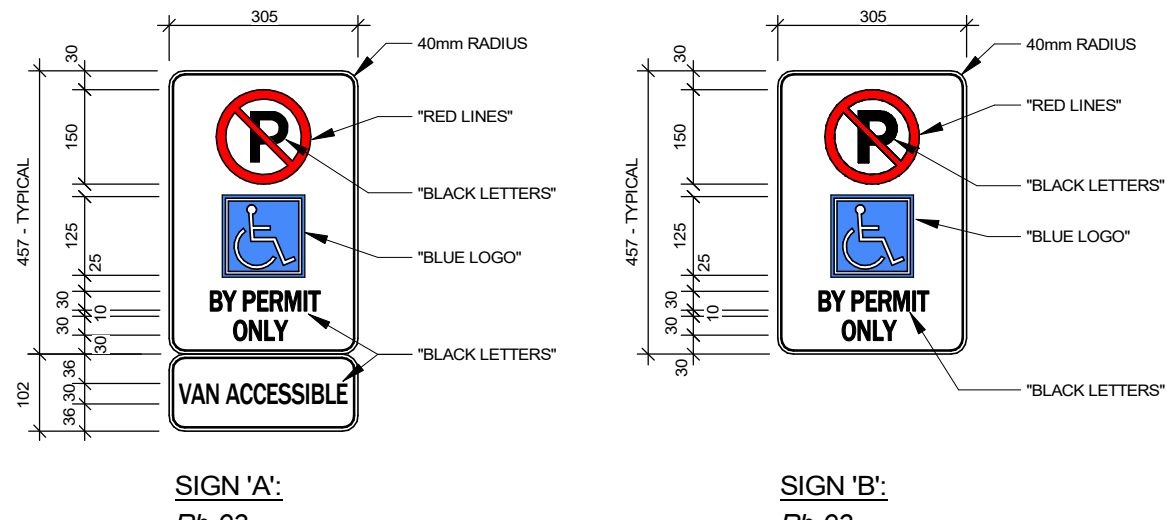 305
40mm RADIUS
30
"RED LINES"
150
P
"BLACK LETTERS"
457 - TYPICAL
125
"BLUE LOGO"
25
30
10
30
30
BY PERMIT
ONLY
"BLACK LETTERS"
102
36
30
36
VAN ACCESSIBLE
SIGN 'A':
305
40mm RADIUS
30
"RED LINES"
150
P
"BLACK LETTERS"
457 - TYPICAL
125
"BLUE LOGO"
25
30
10
30
30
BY PERMIT
ONLY
"BLACK LETTERS"
SIGN 'B':